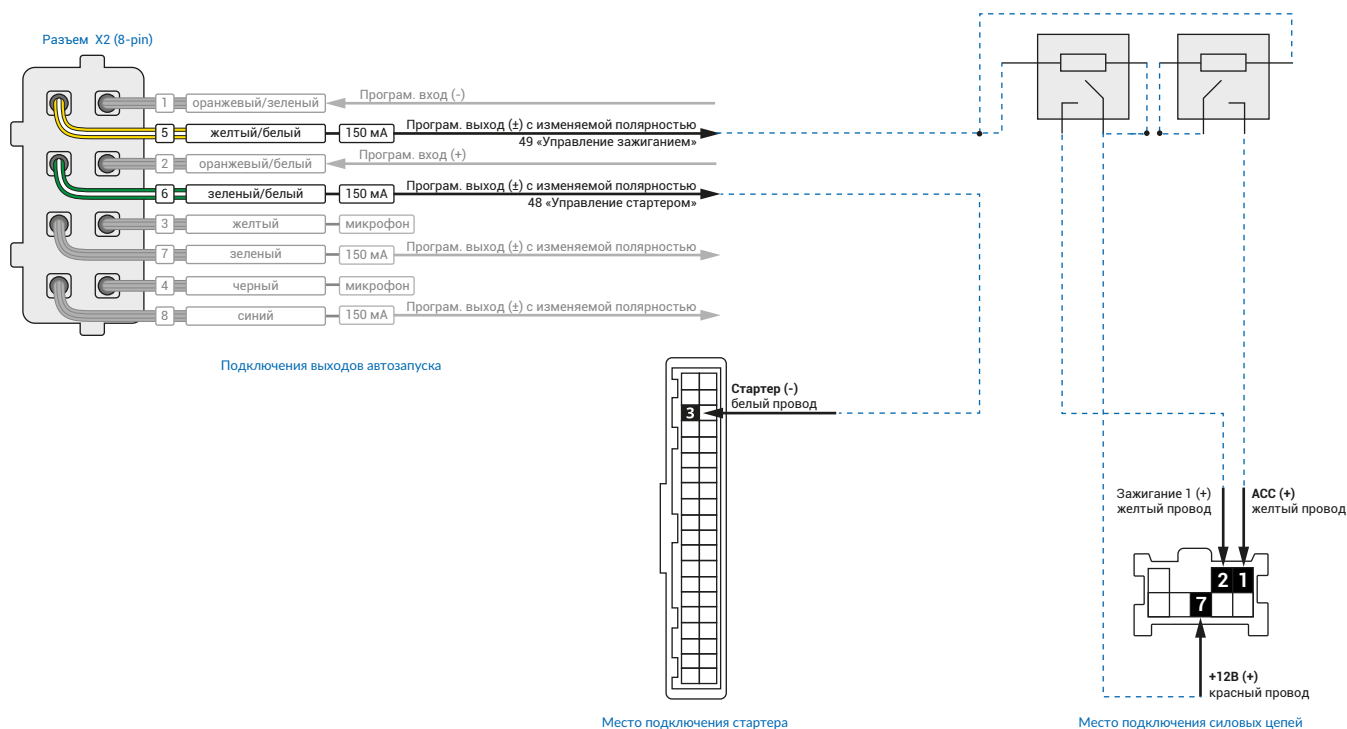 Разъем X2 (8-pin)
1 оранжевый/зеленый Програм. вход (-)
5 желтый/белый 150 мА Програм. выход (±) с изменяемой полярностью
49 «Управление зажиганием»
2 оранжевый/белый Програм. вход (+)
6 зеленый/белый 150 мА Програм. выход (±) с изменяемой полярностью
48 «Управление стартером»
3 желтый микрофон
7 зеленый 150 мА Програм. выход (±) с изменяемой полярностью
4 черный микрофон
8 синий 150 мА Програм. выход (±) с изменяемой полярностью
Подключения выходов автозапуска
Стартер (-)
белый провод
3
Место подключения стартера
Зажигание 1 (+)
желтый провод
ACC (+)
желтый провод
2 1
7
+12В (+)
красный провод
Место подключения силовых цепей